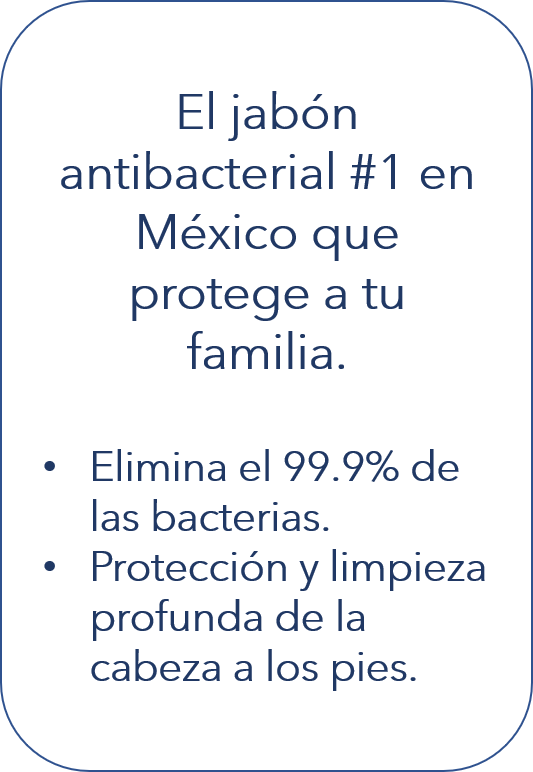 El jabón
antibacterial #1 en
México que
protege a tu
familia.
• Elimina el 99.9% de
las bacterias.
• Protección y limpieza
profunda de la
cabeza a los pies.